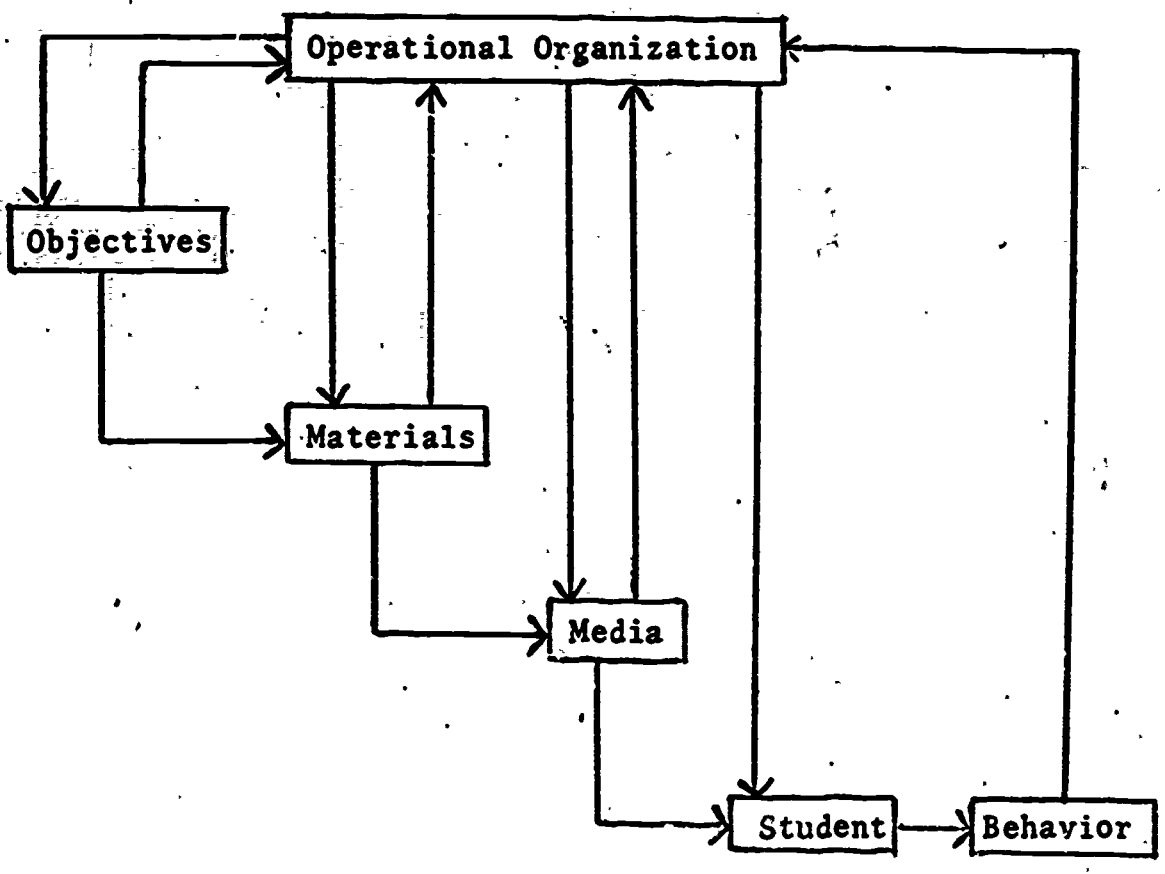 Operational Organization
Objectives
Materials
Media
Student
Behavior